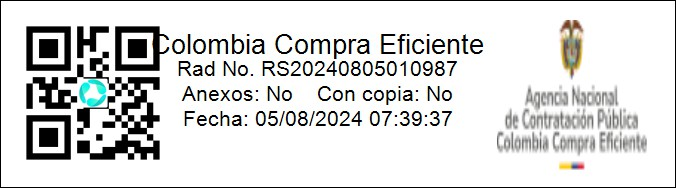 Colombia Compra Eficiente
Rad No. RS20240805010987
Anexos: No Con copia: No
Fecha: 05/08/2024 07:39:37
Agencia Nacional
de Contratación Pública
Colombia Compra Eficiente